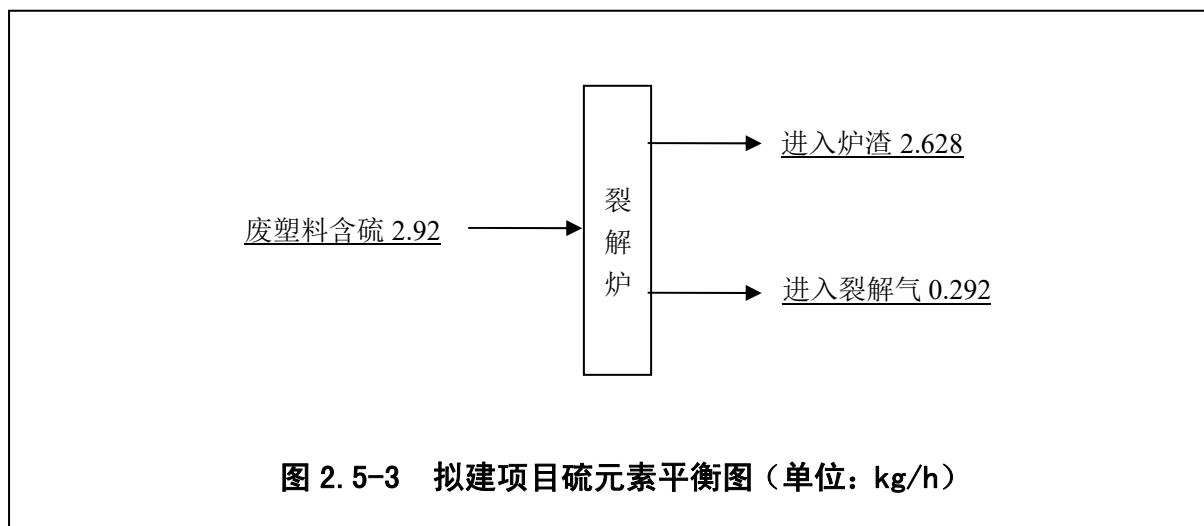 进入炉渣 2.628
废塑料含硫 2.92
裂
解
炉
进入裂解气 0.292
图 2.5-3 拟建项目硫元素平衡图（单位：kg/h）